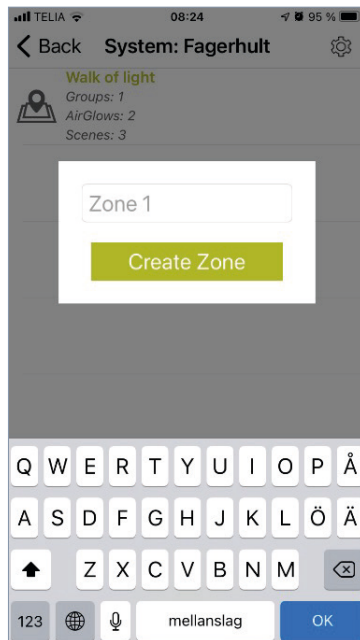 TELIA 08:24 95 %
Back System: Fagerhult
Walk of light
Groups: 1
AirGlows: 2
Scenes: 3
Zone 1
Create Zone
Q W E R T Y U I O P Å
A S D F G H J K L Ö Ä
Z X C V B N M
123 mellanslag OK